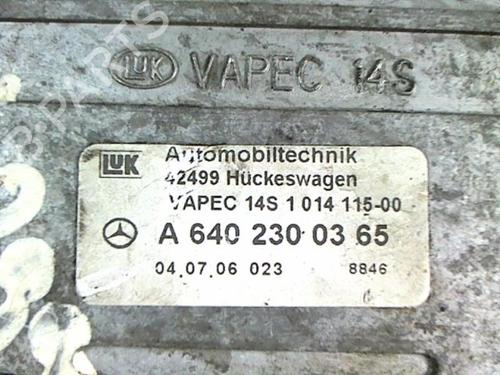 LUK VAPEC 14S
LUK Automobiltechnik
42499 Hückeswagen
VAPEC 14S 1 014 115-00
A 640 230 03 65
04.07.06 023 8846